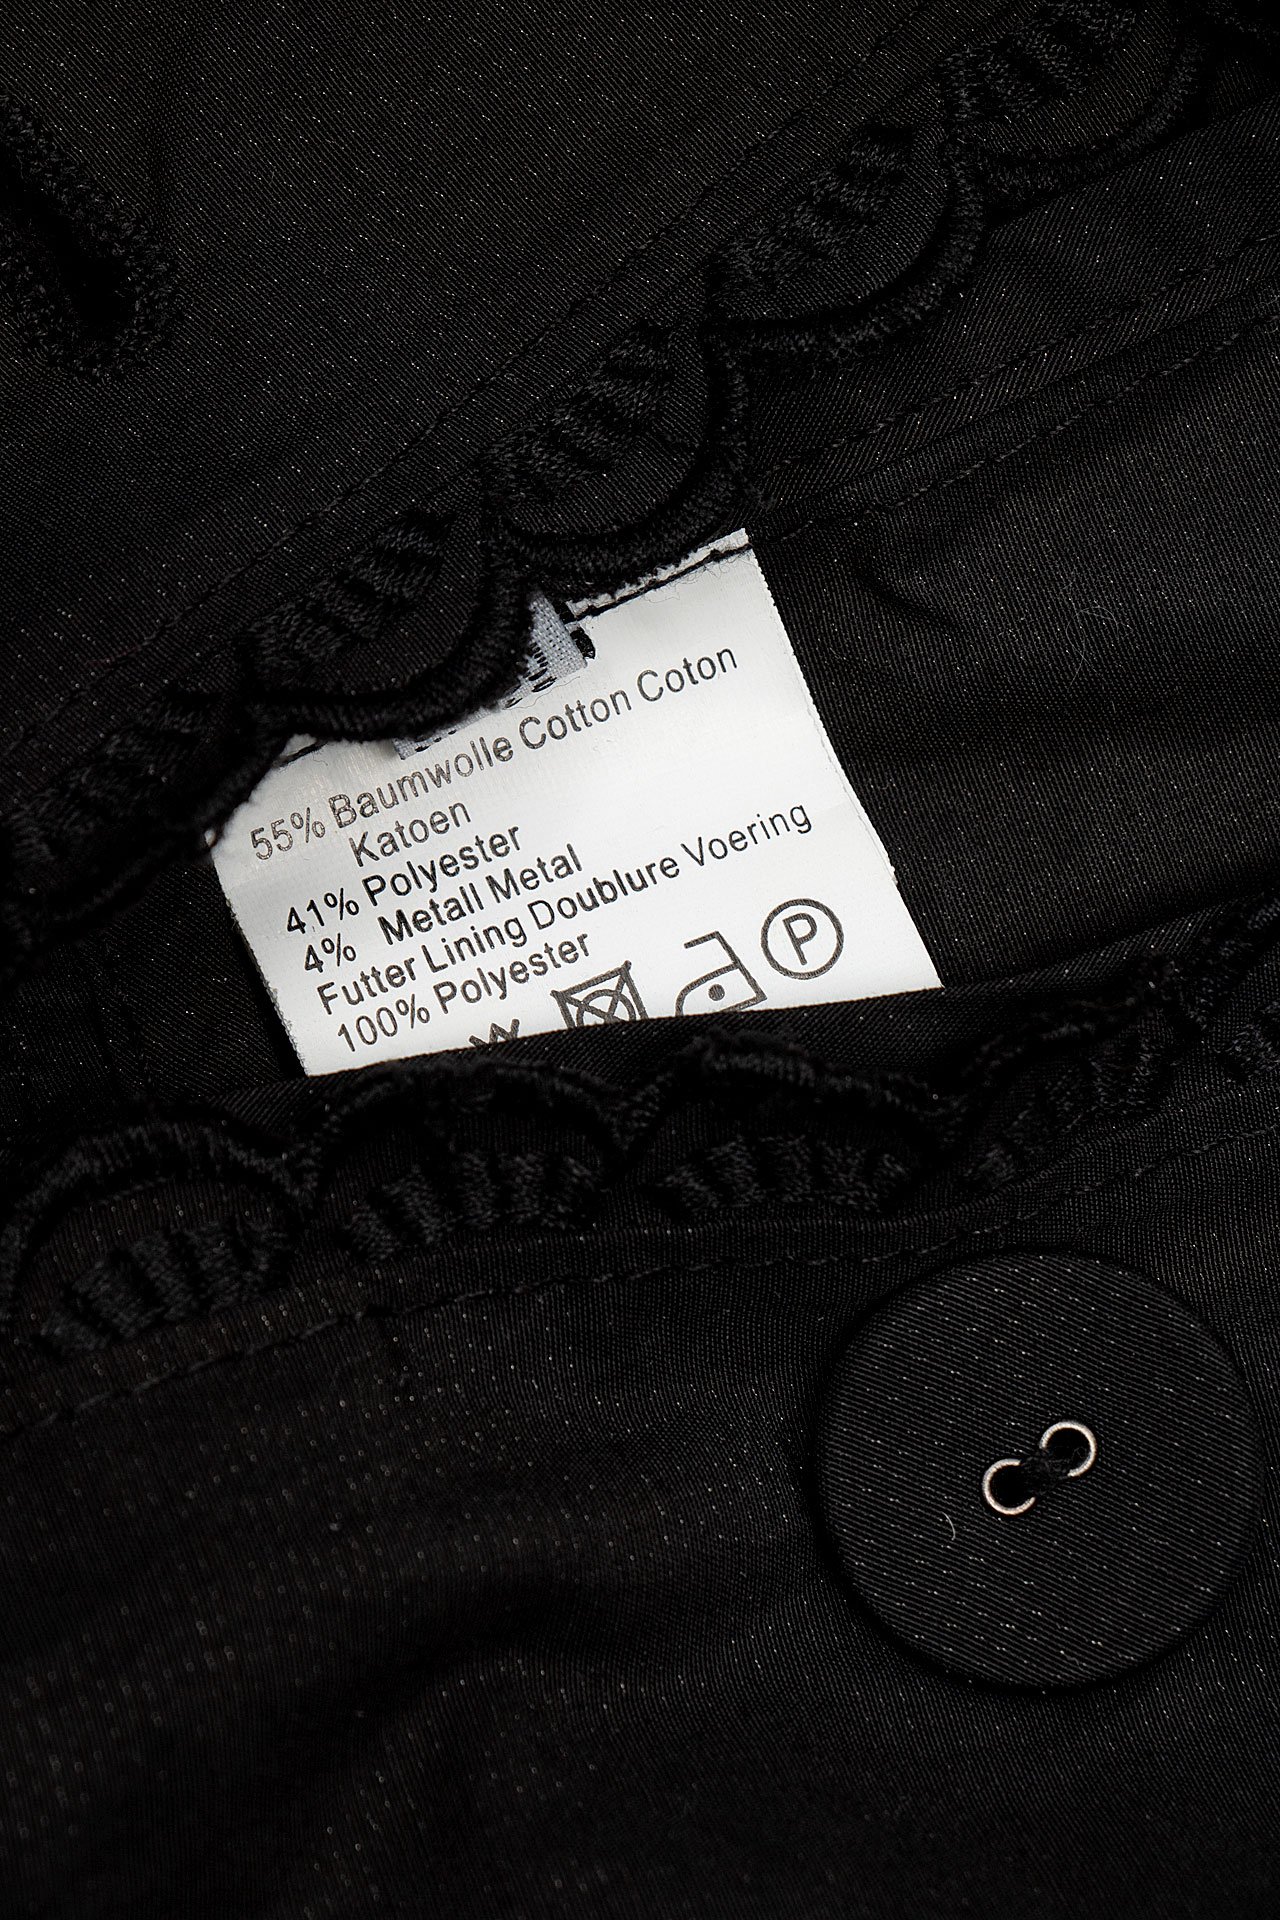 55% Baumwolle Cotton Coton
Katoen
41% Polyester
4% Metall Metal
Futter Lining Doublure Voering
100% Polyester
P